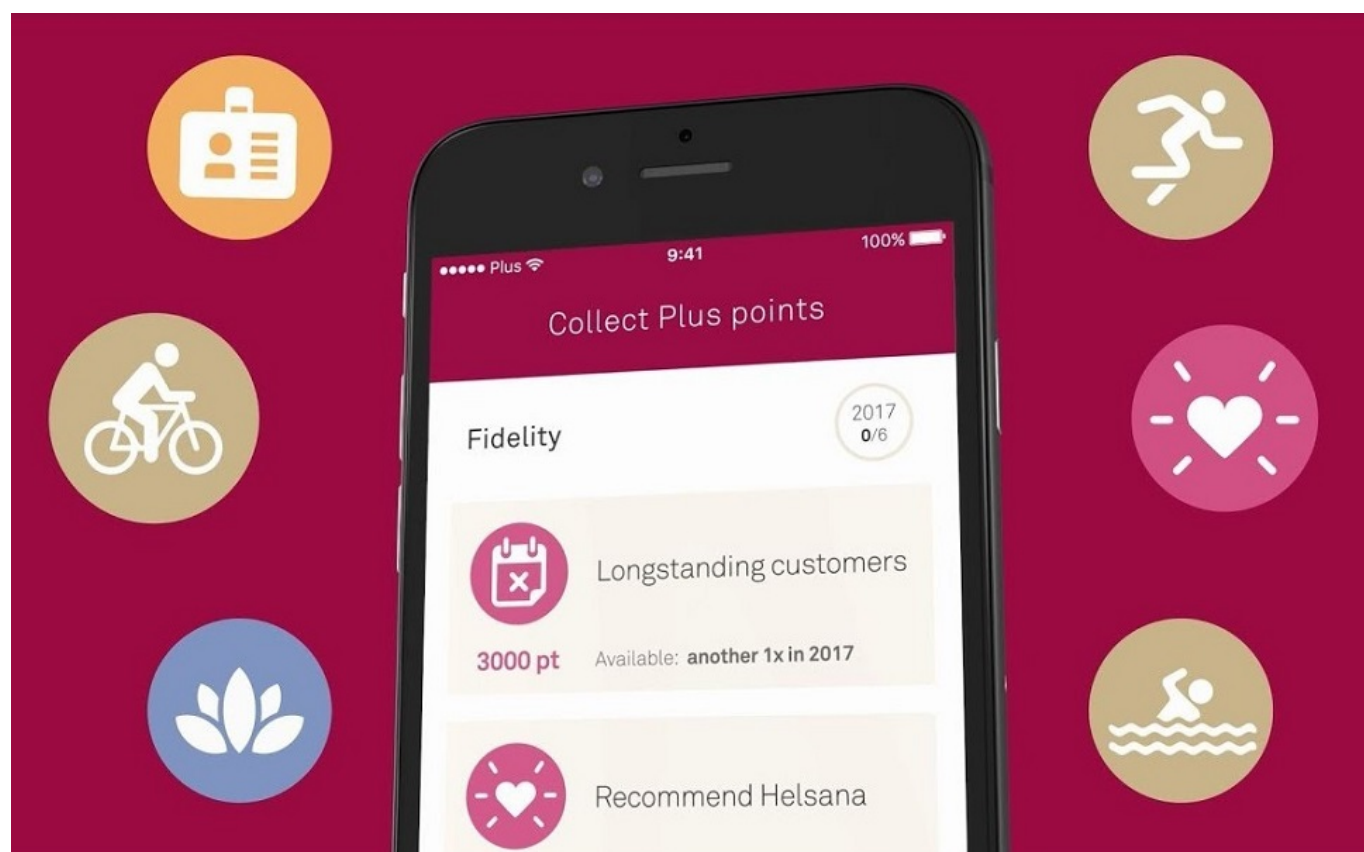 ●●●●● Plus 9:41 100%
Collect Plus points
Fidelity
2017
0/6
Longstanding customers
3000 pt Available: another 1x in 2017
Recommend Helsana